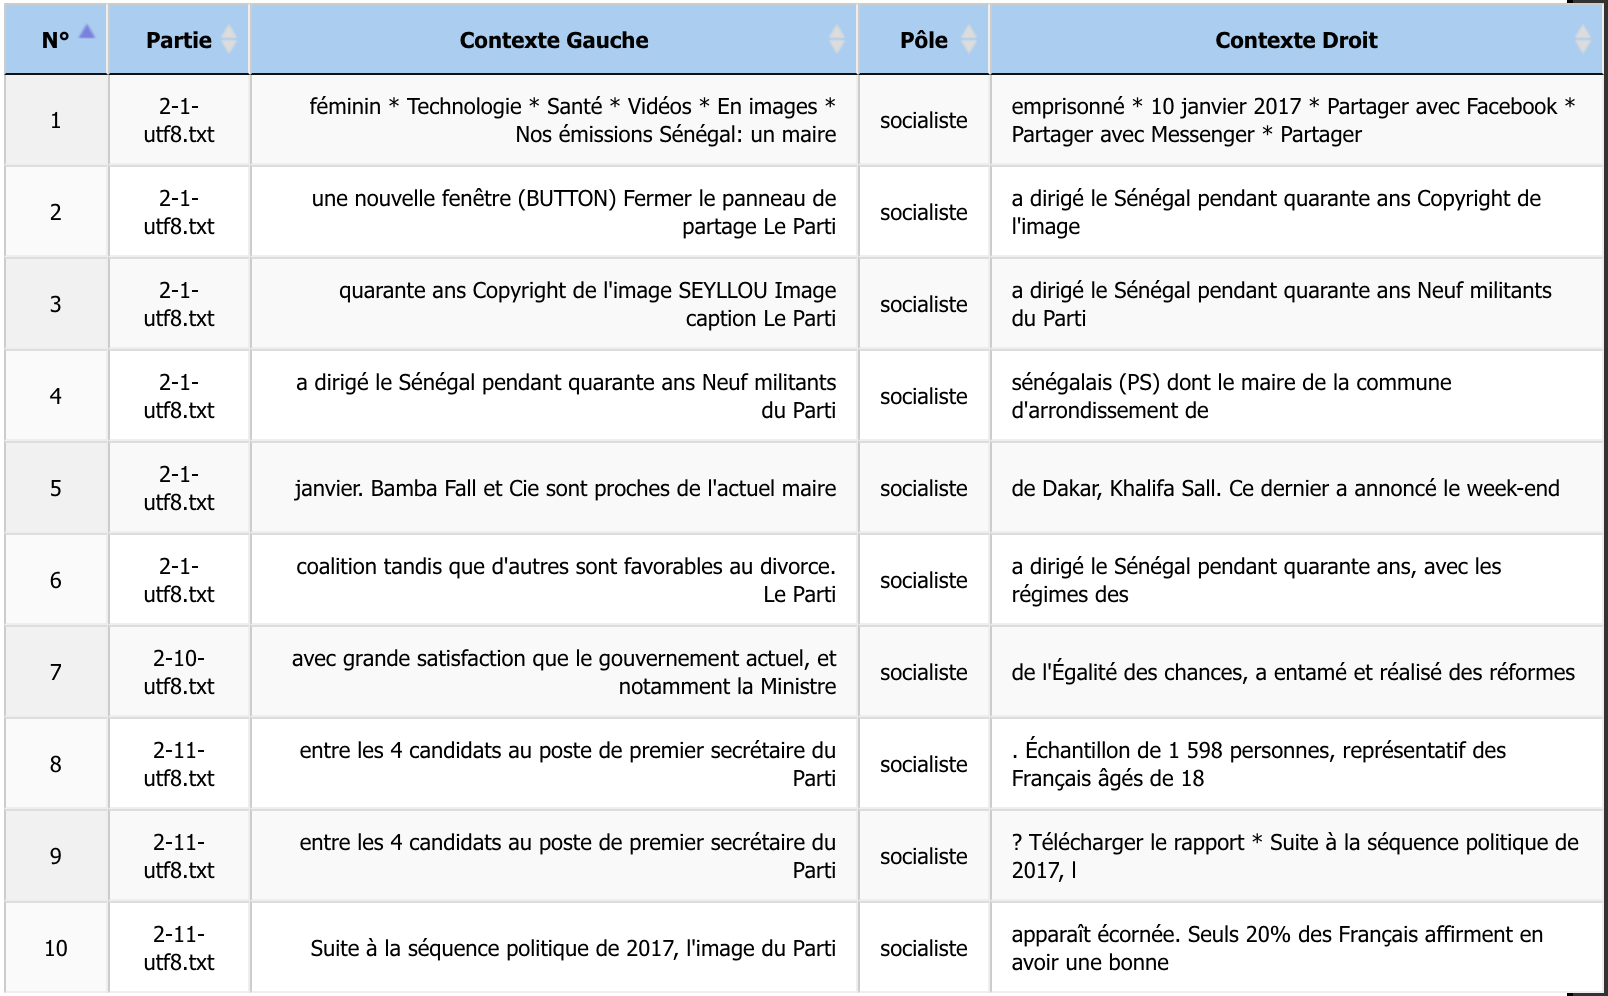 N° Partie Contexte Gauche Pôle Contexte Droit
1
2-1-
utf8.txt
féminin * Technologie * Santé * Vidéos * En images *
Nos émissions Sénégal: un maire
socialiste
emprisonné * 10 janvier 2017 * Partager avec Facebook *
Partager avec Messenger * Partager
2
2-1-
utf8.txt
une nouvelle fenêtre (BUTTON) Fermer le panneau de
partage Le Parti
socialiste
a dirigé le Sénégal pendant quarante ans Copyright de
l'image
3
2-1-
utf8.txt
quarante ans Copyright de l'image SEYLLOU Image
caption Le Parti
socialiste
a dirigé le Sénégal pendant quarante ans Neuf militants
du Parti
4
2-1-
utf8.txt
a dirigé le Sénégal pendant quarante ans Neuf militants
du Parti
socialiste
sénégalais (PS) dont le maire de la commune
d'arrondissement de
5
2-1-
utf8.txt
janvier. Bamba Fall et Cie sont proches de l'actuel maire
socialiste
de Dakar, Khalifa Sall. Ce dernier a annoncé le week-end
6
2-1-
utf8.txt
coalition tandis que d'autres sont favorables au divorce.
Le Parti
socialiste
a dirigé le Sénégal pendant quarante ans, avec les
régimes des
7
2-10-
utf8.txt
avec grande satisfaction que le gouvernement actuel, et
notamment la Ministre
socialiste
de l'Égalité des chances, a entamé et réalisé des réformes
8
2-11-
utf8.txt
entre les 4 candidats au poste de premier secrétaire du
Parti
socialiste
. Échantillon de 1 598 personnes, représentatif des
Français âgés de 18
9
2-11-
utf8.txt
entre les 4 candidats au poste de premier secrétaire du
Parti
socialiste
? Télécharger le rapport * Suite à la séquence politique de
2017, l
10
2-11-
utf8.txt
Suite à la séquence politique de 2017, l'image du Parti
socialiste
apparaît écornée. Seuls 20% des Français affirment en
avoir une bonne